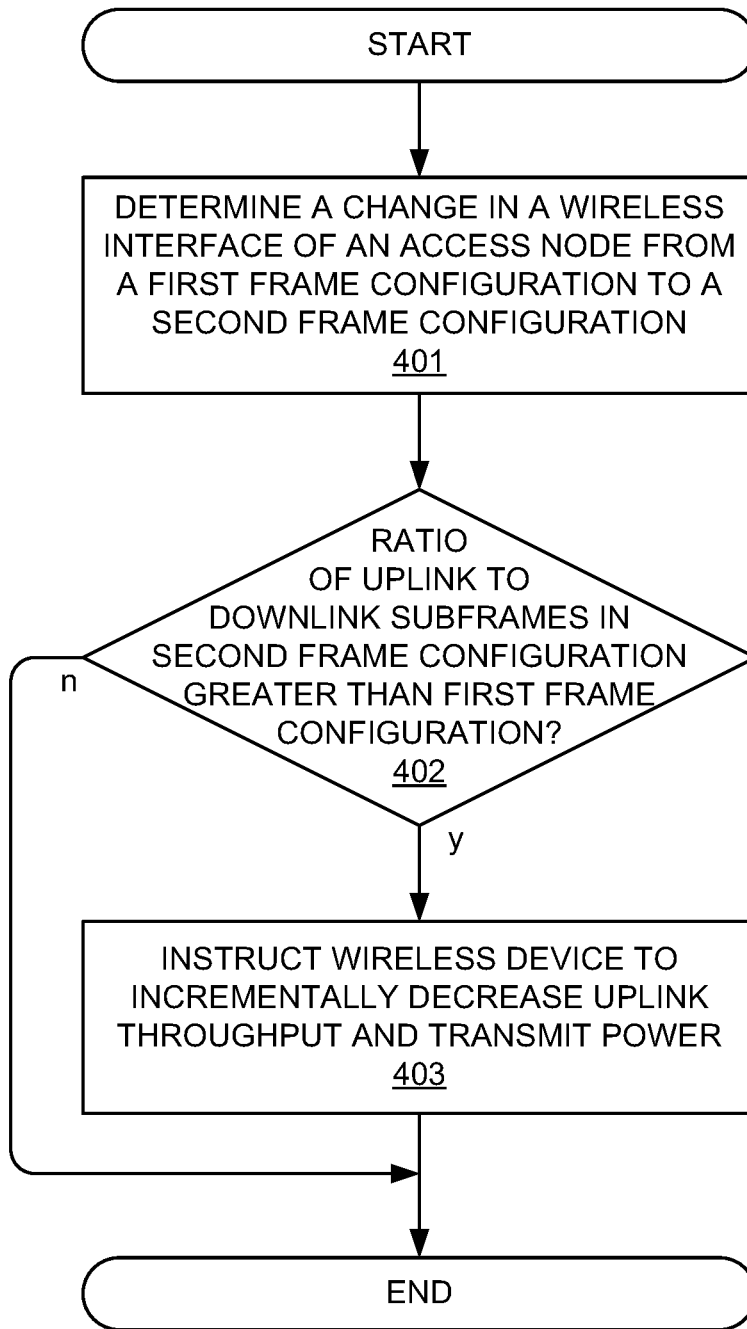 START
DETERMINE A CHANGE IN A WIRELESS
INTERFACE OF AN ACCESS NODE FROM
A FIRST FRAME CONFIGURATION TO A
SECOND FRAME CONFIGURATION
401
RATIO
OF UPLINK TO
DOWNLINK SUBFRAMES IN
SECOND FRAME CONFIGURATION
GREATER THAN FIRST FRAME
CONFIGURATION?
402
n
y
INSTRUCT WIRELESS DEVICE TO
INCREMENTALLY DECREASE UPLINK
THROUGHPUT AND TRANSMIT POWER
403
END